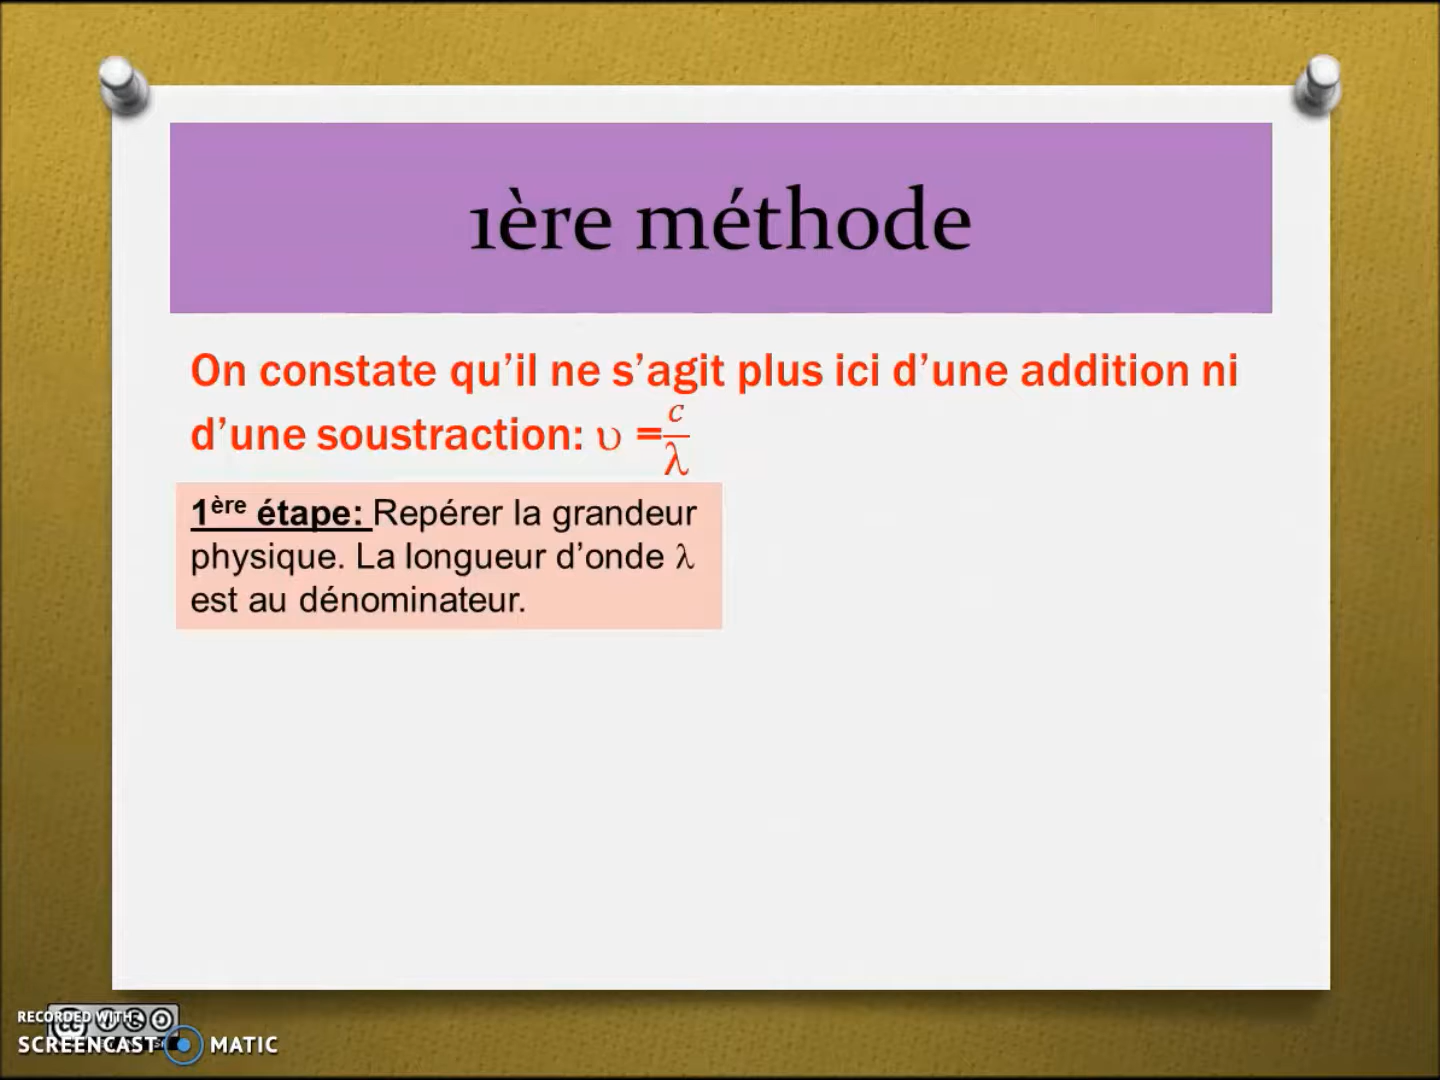 1ère méthode
On constate qu’il ne s’agit plus ici d’une addition ni
d’une soustraction: υ =c/λ
1ère étape: Repérer la grandeur
physique. La longueur d’onde λ
est au dénominateur.
RECORDED WITH
SCREENCAST MATIC